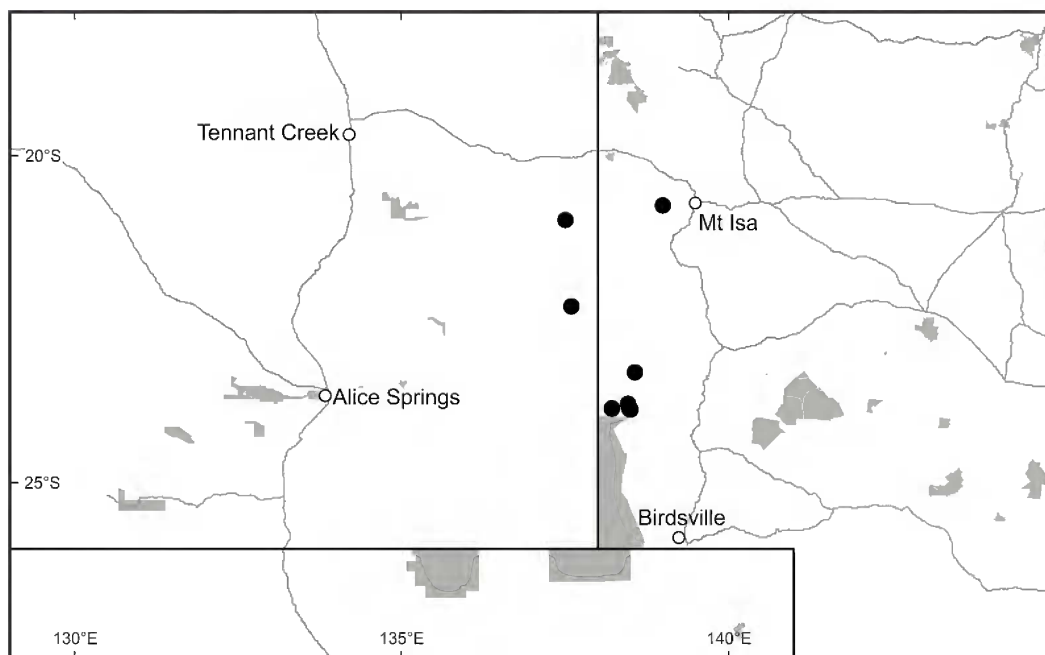 Tennant Creek
20°S
Mt Isa
Alice Springs
25°S
Birdsville
130°E
135°E
140°E